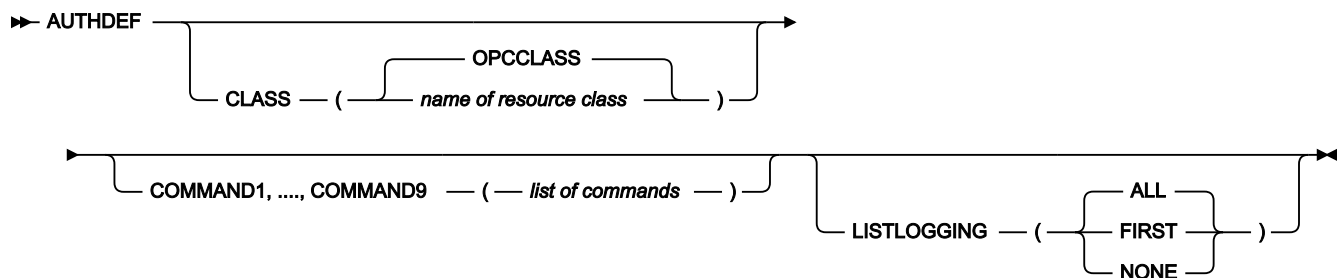 AUTHDEF
OPCCLASS
CLASS ( name of resource class )
COMMAND1, ...., COMMAND9 ( list of commands )
ALL
LISTLOGGING ( FIRST )
NONE